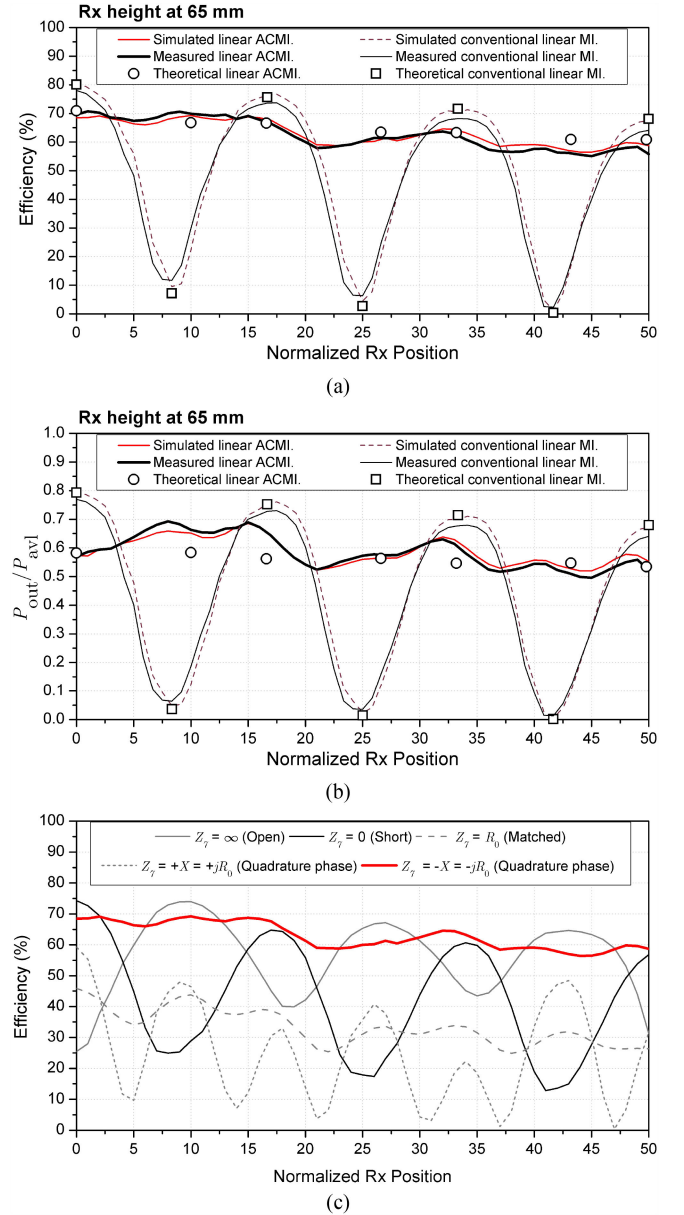 Rx height at 65 mm
Simulated linear ACMI. Simulated conventional linear MI.
Measured linear ACMI. Measured conventional linear MI.
Theoretical linear ACMI. Theoretical conventional linear MI.
100
90
80
70
60
50
40
30
20
10
0
Efficiency (%)
0 5 10 15 20 25 30 35 40 45 50
Normalized Rx Position
(a)
Rx height at 65 mm
Simulated linear ACMI. Simulated conventional linear MI.
Measured linear ACMI. Measured conventional linear MI.
Theoretical linear ACMI. Theoretical conventional linear MI.
1.0
0.9
0.8
0.7
0.6
0.5
0.4
0.3
0.2
0.1
0.0
P_out/P_avl
0 5 10 15 20 25 30 35 40 45 50
Normalized Rx Position
(b)
Z_7 = ∞ (Open) Z_7 = 0 (Short) Z_7 = R_0 (Matched)
Z_7 = +X = +jR_0 (Quadrature phase) Z_7 = -X = -jR_0 (Quadrature phase)
100
90
80
70
60
50
40
30
20
10
0
Efficiency (%)
0 5 10 15 20 25 30 35 40 45 50
Normalized Rx Position
(c)